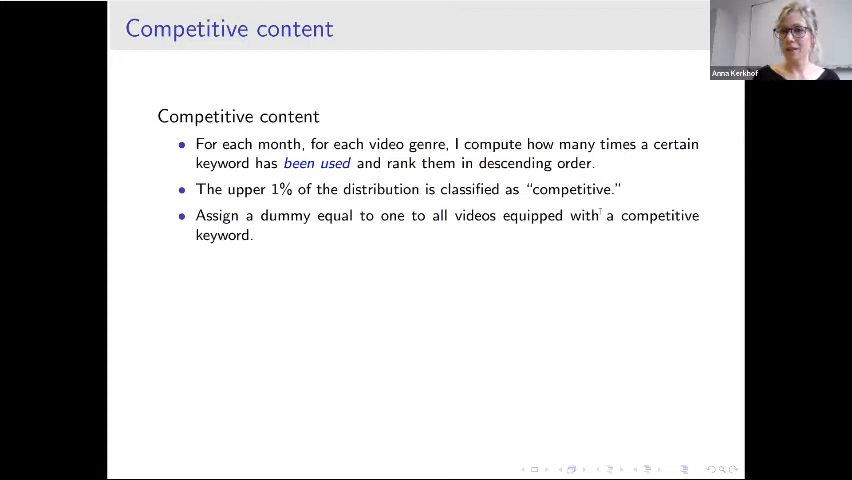 Competitive content
Anna Kerkhof
Competitive content
For each month, for each video genre, I compute how many times a certain
keyword has been used and rank them in descending order.
The upper 1% of the distribution is classified as “competitive.”
Assign a dummy equal to one to all videos equipped with a competitive
keyword.